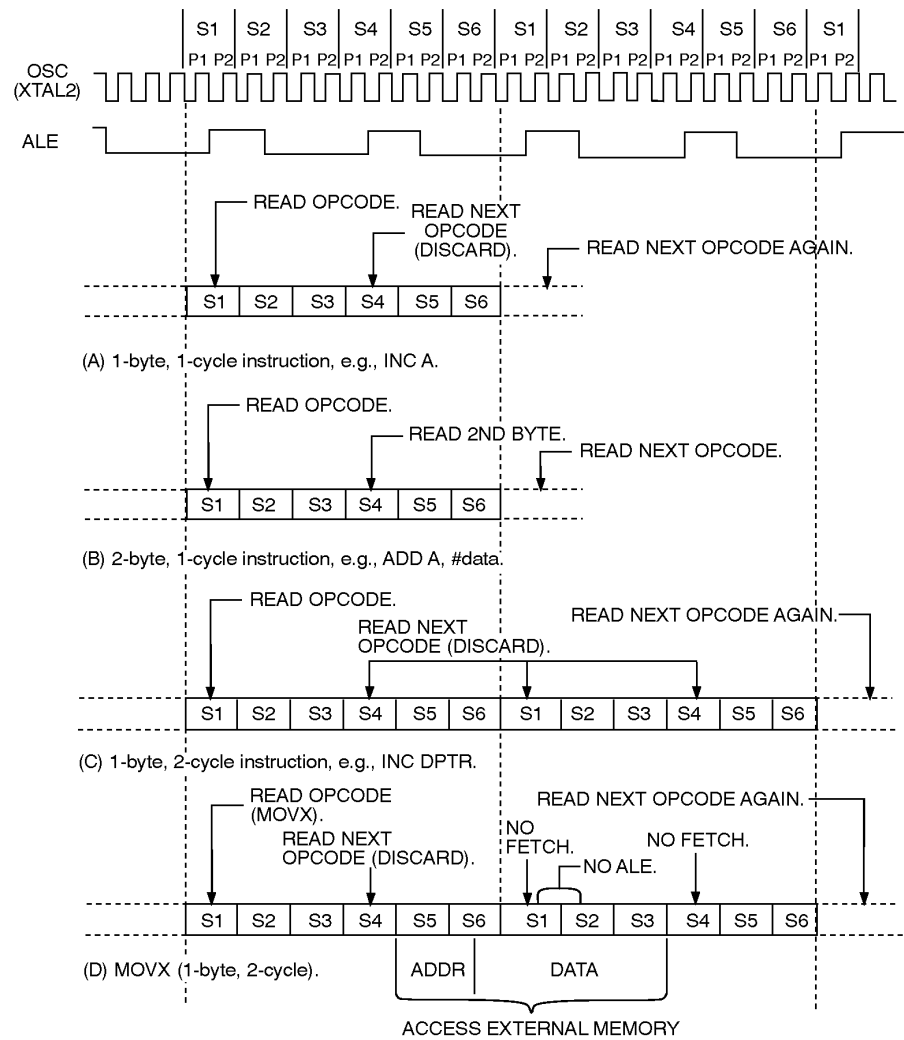 S1 S2 S3 S4 S5 S6 S1 S2 S3 S4 S5 S6 S1
P1 P2 P1 P2 P1 P2 P1 P2 P1 P2 P1 P2 P1 P2 P1 P2 P1 P2 P1 P2 P1 P2 P1 P2 P1 P2
OSC
(XTAL2)
ALE
READ OPCODE.
READ NEXT
OPCODE
(DISCARD).
READ NEXT OPCODE AGAIN.
S1 S2 S3 S4 S5 S6
(A) 1-byte, 1-cycle instruction, e.g., INC A.
READ OPCODE.
READ 2ND BYTE.
READ NEXT OPCODE.
S1 S2 S3 S4 S5 S6
(B) 2-byte, 1-cycle instruction, e.g., ADD A, #data.
READ OPCODE.
READ NEXT
OPCODE (DISCARD).
READ NEXT OPCODE AGAIN.
S1 S2 S3 S4 S5 S6 S1 S2 S3 S4 S5 S6
(C) 1-byte, 2-cycle instruction, e.g., INC DPTR.
READ OPCODE
(MOVX).
READ NEXT
OPCODE (DISCARD).
NO
FETCH.
NO ALE.
NO FETCH.
READ NEXT OPCODE AGAIN.
S1 S2 S3 S4 S5 S6 S1 S2 S3 S4 S5 S6
(D) MOVX (1-byte, 2-cycle).
ADDR
DATA
ACCESS EXTERNAL MEMORY